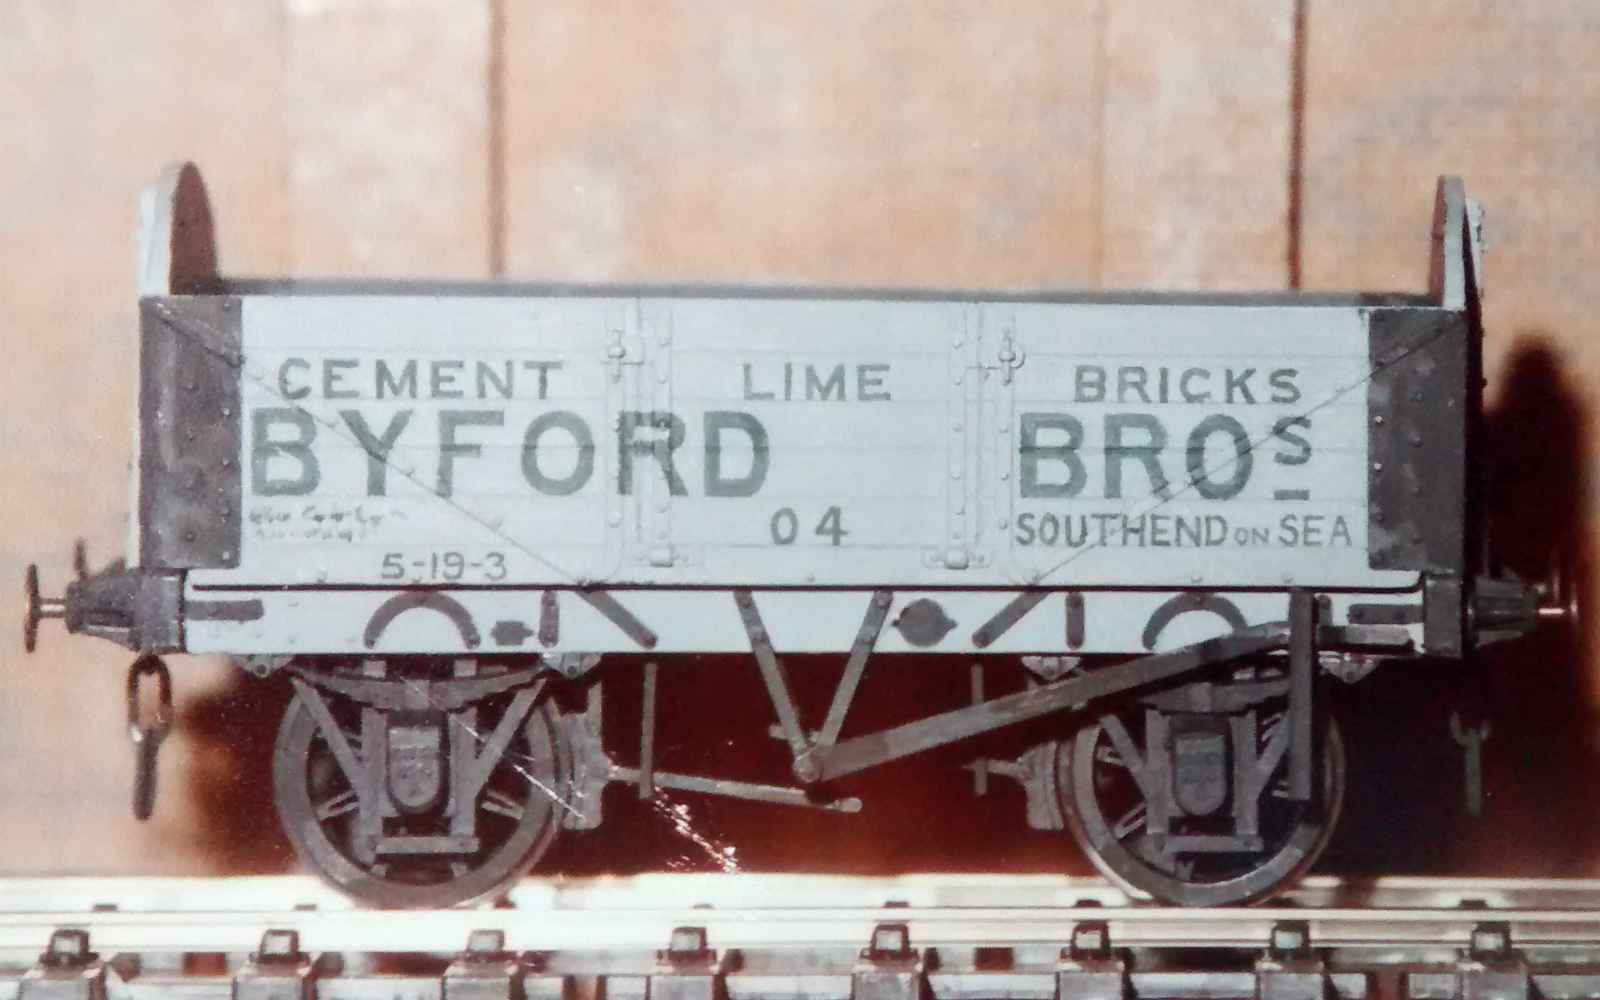 CEMENT LIME BRICKS
BYFORD BROS
04 SOUTHEND ON SEA
5-19-3